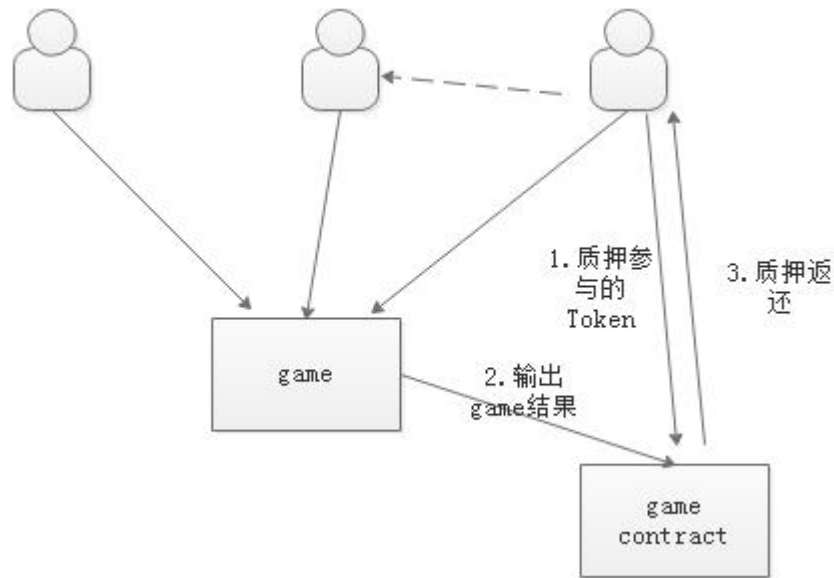 1.质押参
与的
Token
3.质押返
还
game
2.输出
game结果
game
contract